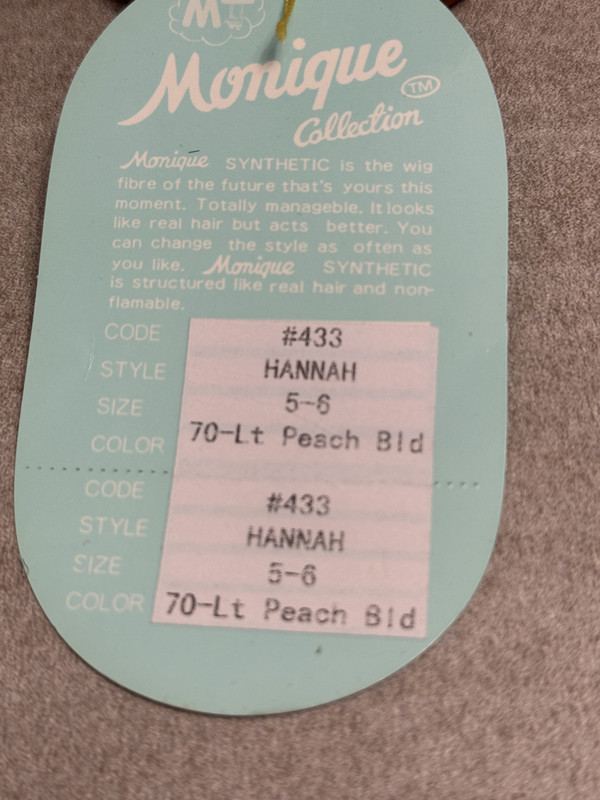 M
Monique TM
Collection
Monique SYNTHETIC is the wig
fibre of the future that's yours this
moment. Totally manageble. It looks
like real hair but acts better. You
can change the style as often as
you like. Monique SYNTHETIC
is structured like real hair and non-
flamable.
CODE #433
STYLE HANNAH
SIZE 5-6
COLOR 70-Lt Peach Bld
CODE #433
STYLE HANNAH
SIZE 5-6
COLOR 70-Lt Peach Bld